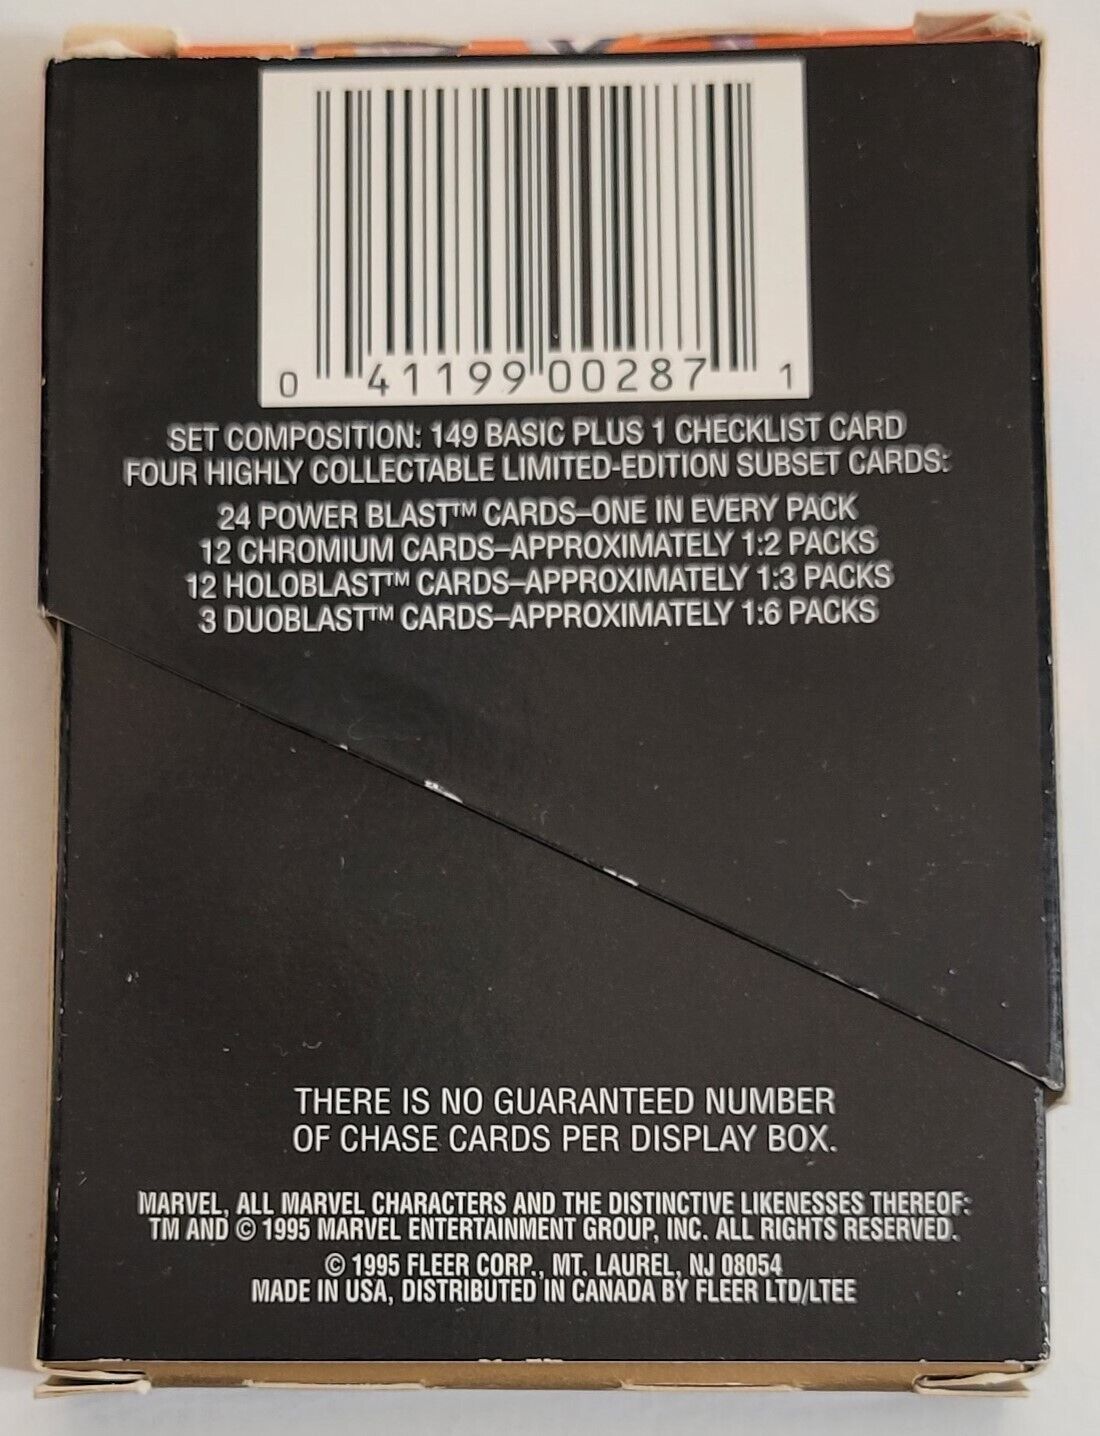 0 41199 00287 1
SET COMPOSITION: 149 BASIC PLUS 1 CHECKLIST CARD
FOUR HIGHLY COLLECTABLE LIMITED-EDITION SUBSET CARDS:
24 POWER BLAST™ CARDS–ONE IN EVERY PACK
12 CHROMIUM CARDS–APPROXIMATELY 1:2 PACKS
12 HOLOBLAST™ CARDS–APPROXIMATELY 1:3 PACKS
3 DUOBLAST™ CARDS–APPROXIMATELY 1:6 PACKS
THERE IS NO GUARANTEED NUMBER
OF CHASE CARDS PER DISPLAY BOX.
MARVEL, ALL MARVEL CHARACTERS AND THE DISTINCTIVE LIKENESSES THEREOF:
TM AND © 1995 MARVEL ENTERTAINMENT GROUP, INC. ALL RIGHTS RESERVED.
© 1995 FLEER CORP., MT. LAUREL, NJ 08054
MADE IN USA, DISTRIBUTED IN CANADA BY FLEER LTD/LTEE